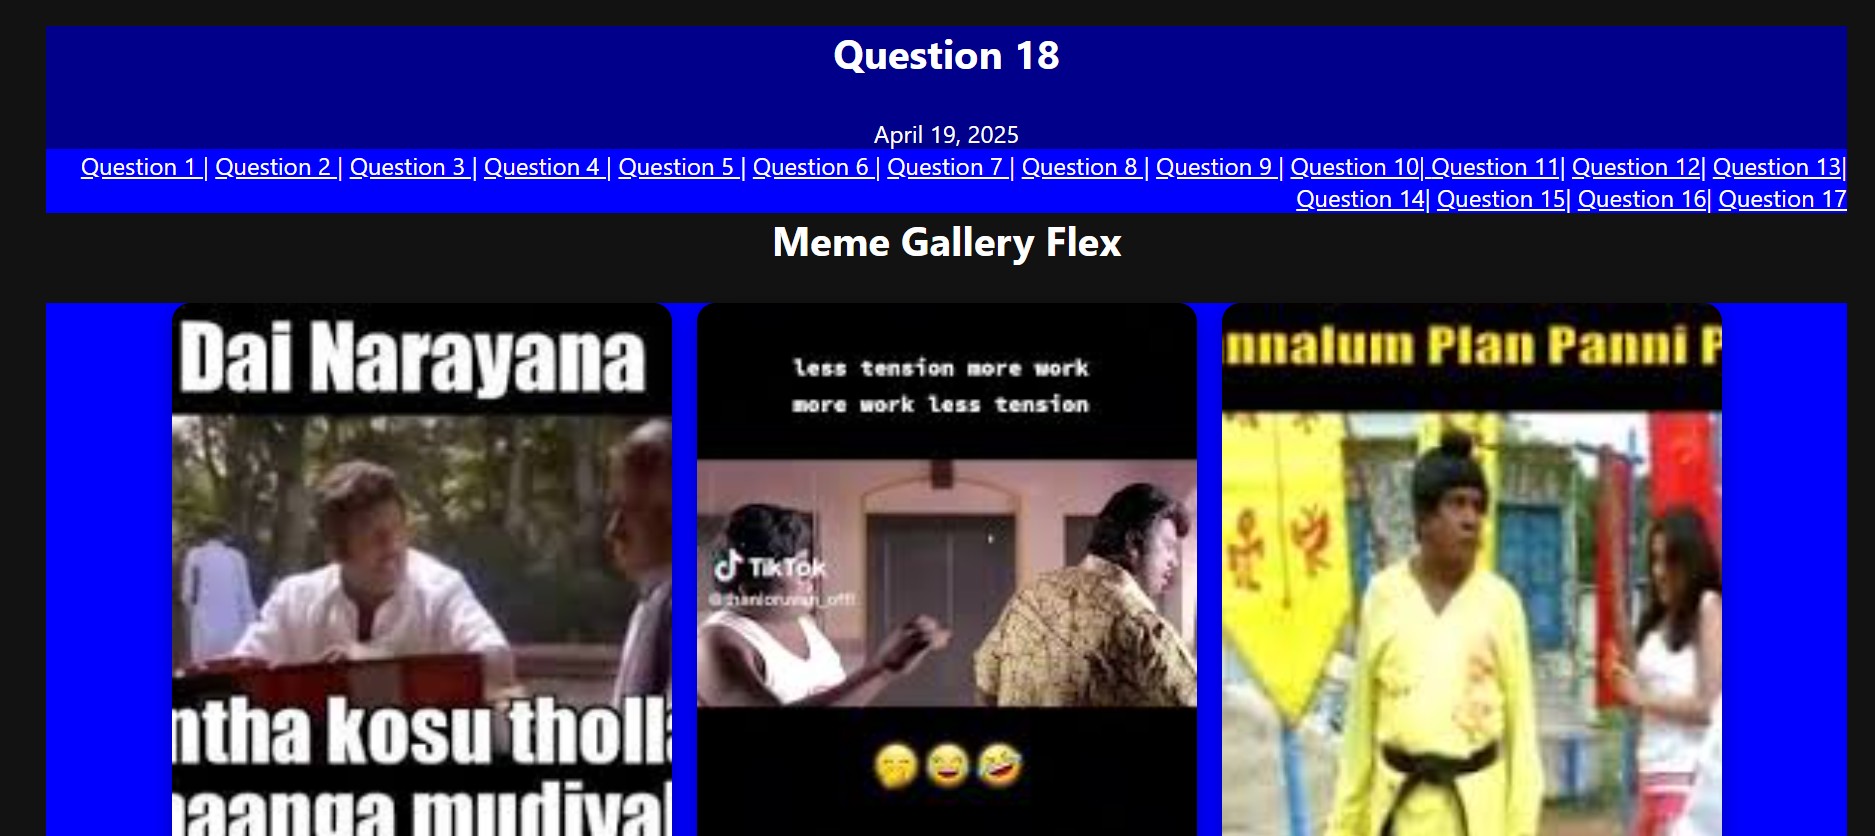 Question 18
April 19, 2025
Question 1 | Question 2 | Question 3 | Question 4 | Question 5 | Question 6 | Question 7 | Question 8 | Question 9 | Question 10| Question 11| Question 12| Question 13|
Question 14| Question 15| Question 16| Question 17
Meme Gallery Flex
Dai Narayana
ntha kosu tholl
aanga mudiya
less tension more work
more work less tension
TikTok
@thanioruvan_offl
nnalum Plan Panni P